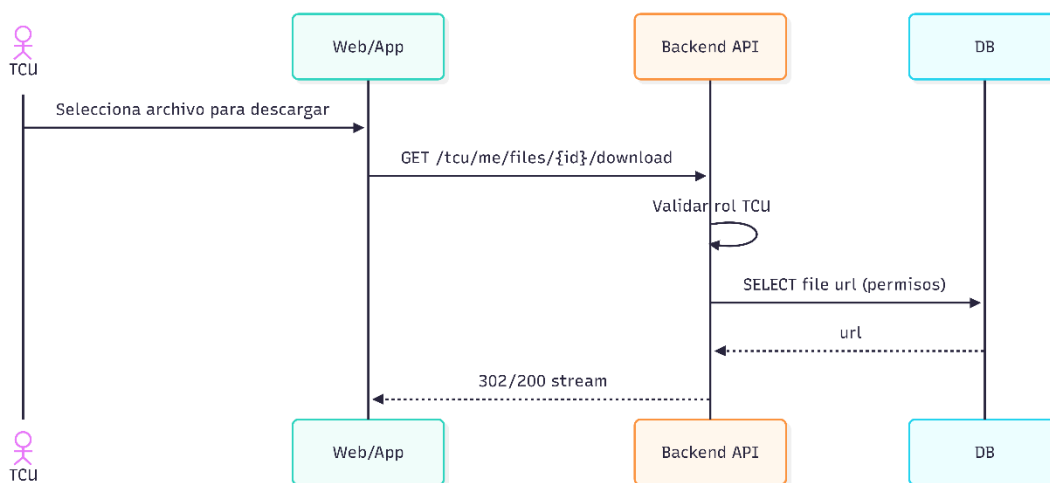 TCU
Web/App
Backend API
DB
Selecciona archivo para descargar
GET /tcu/me/files/{id}/download
Validar rol TCU
SELECT file url (permisos)
url
302/200 stream
TCU
Web/App
Backend API
DB